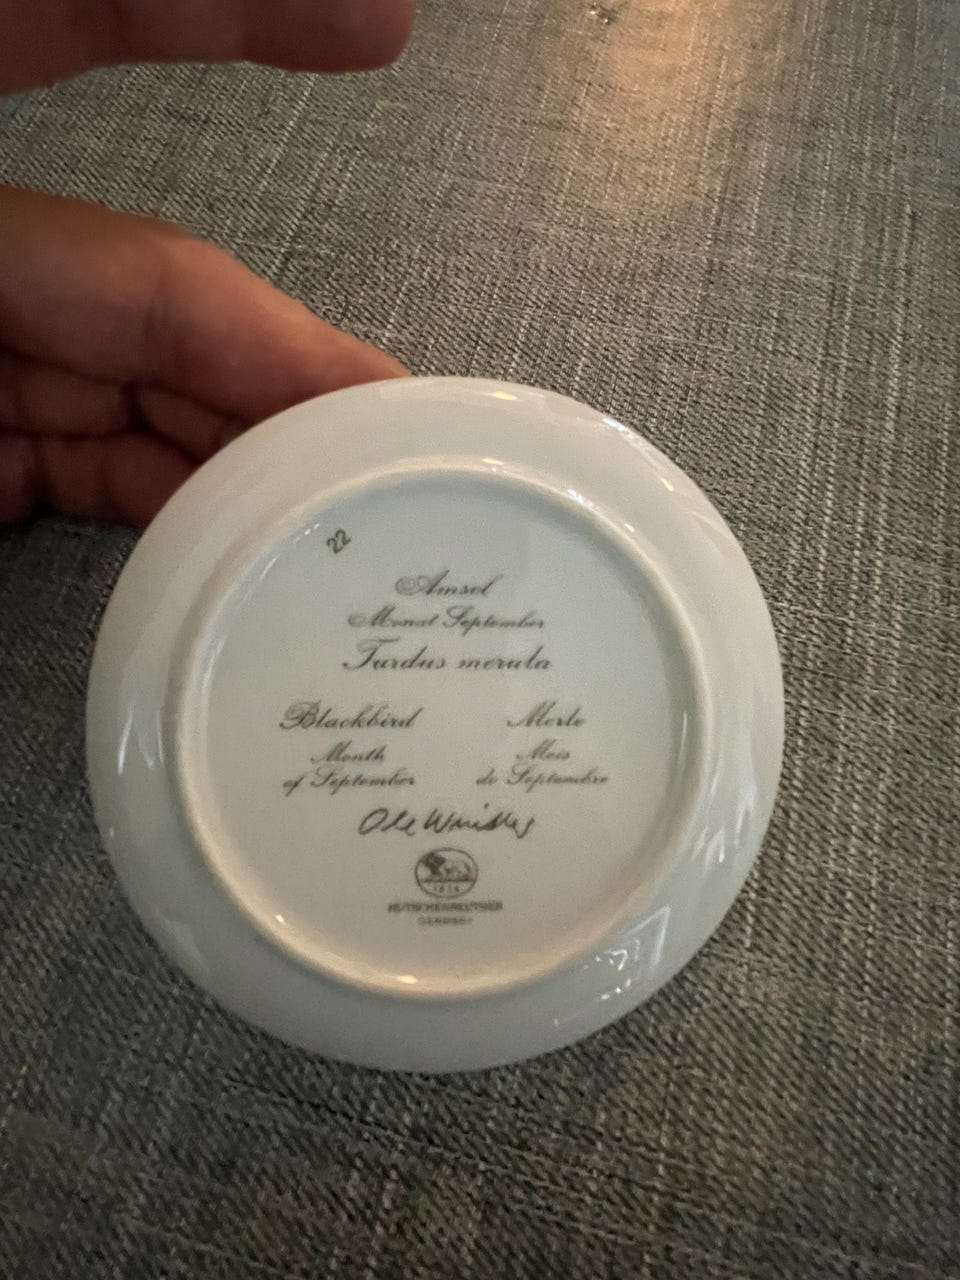 22
Amsel
Monat September
Turdus merula
Blackbird
Month
of September
Merle
Mois
de Septembre
Ole Winther
1814
HUTSCHENREUTHER
GERMANY